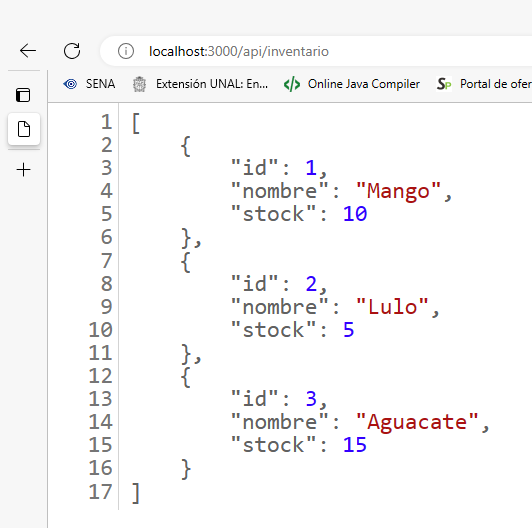 localhost:3000/api/inventario
SENA Extensión UNAL: En... Online Java Compiler Sp Portal de ofer
1 [
2 {
3 "id": 1,
4 "nombre": "Mango",
5 "stock": 10
6 },
7 {
8 "id": 2,
9 "nombre": "Lulo",
10 "stock": 5
11 },
12 {
13 "id": 3,
14 "nombre": "Aguacate",
15 "stock": 15
16 }
17 ]